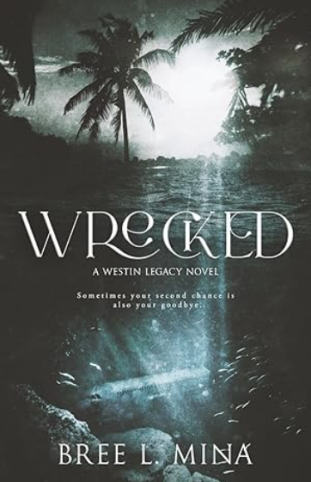 WRECKED
A WESTIN LEGACY NOVEL
Sometimes your second chance is
also your goodbye.
BREE L. MINA